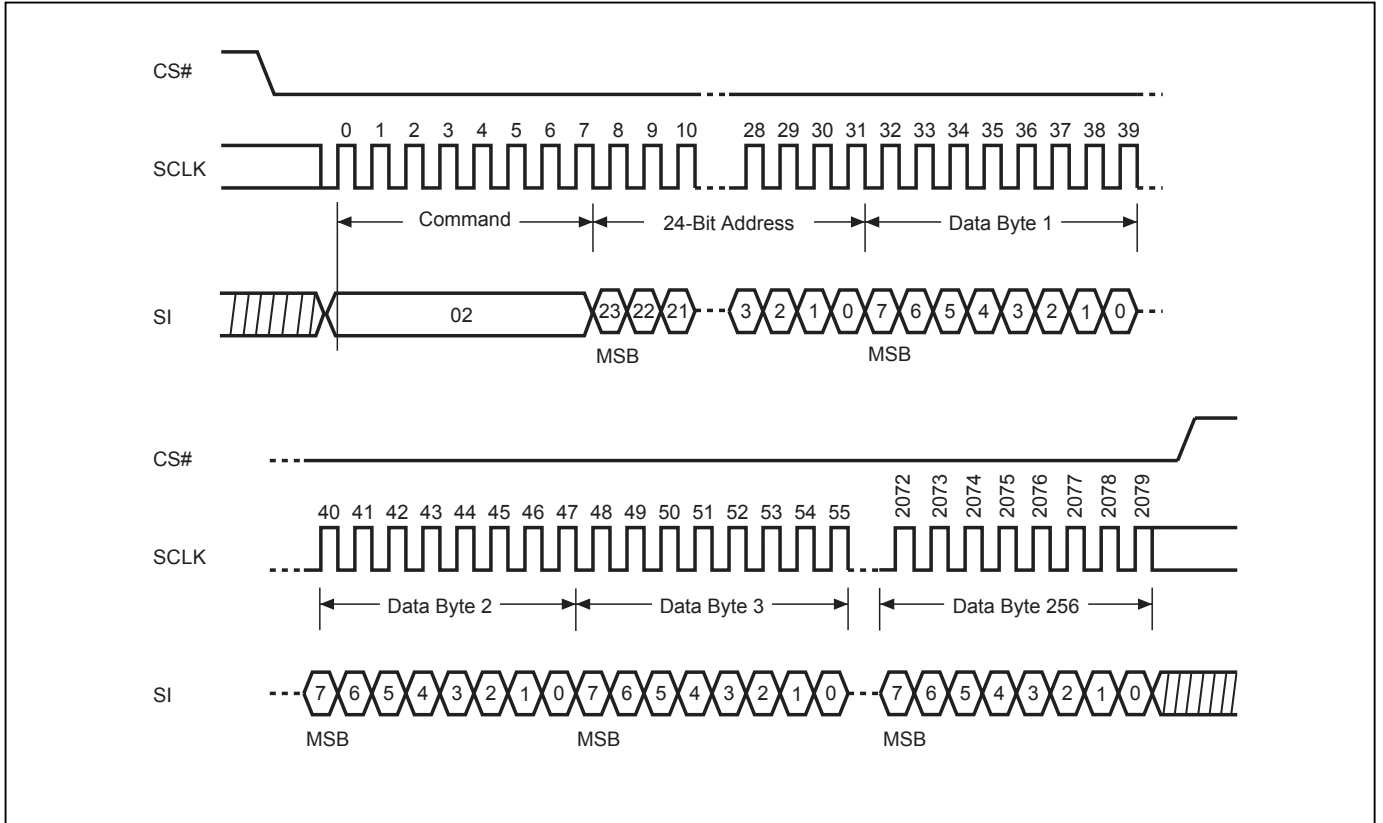 CS#
0 1 2 3 4 5 6 7 8 9 10 28 29 30 31 32 33 34 35 36 37 38 39
SCLK
Command 24-Bit Address Data Byte 1
SI 02 23 22 21 3 2 1 0 7 6 5 4 3 2 1 0
MSB MSB
CS#
40 41 42 43 44 45 46 47 48 49 50 51 52 53 54 55 2072 2073 2074 2075 2076 2077 2078 2079
SCLK
Data Byte 2 Data Byte 3 Data Byte 256
SI 7 6 5 4 3 2 1 0 7 6 5 4 3 2 1 0 7 6 5 4 3 2 1 0
MSB MSB MSB